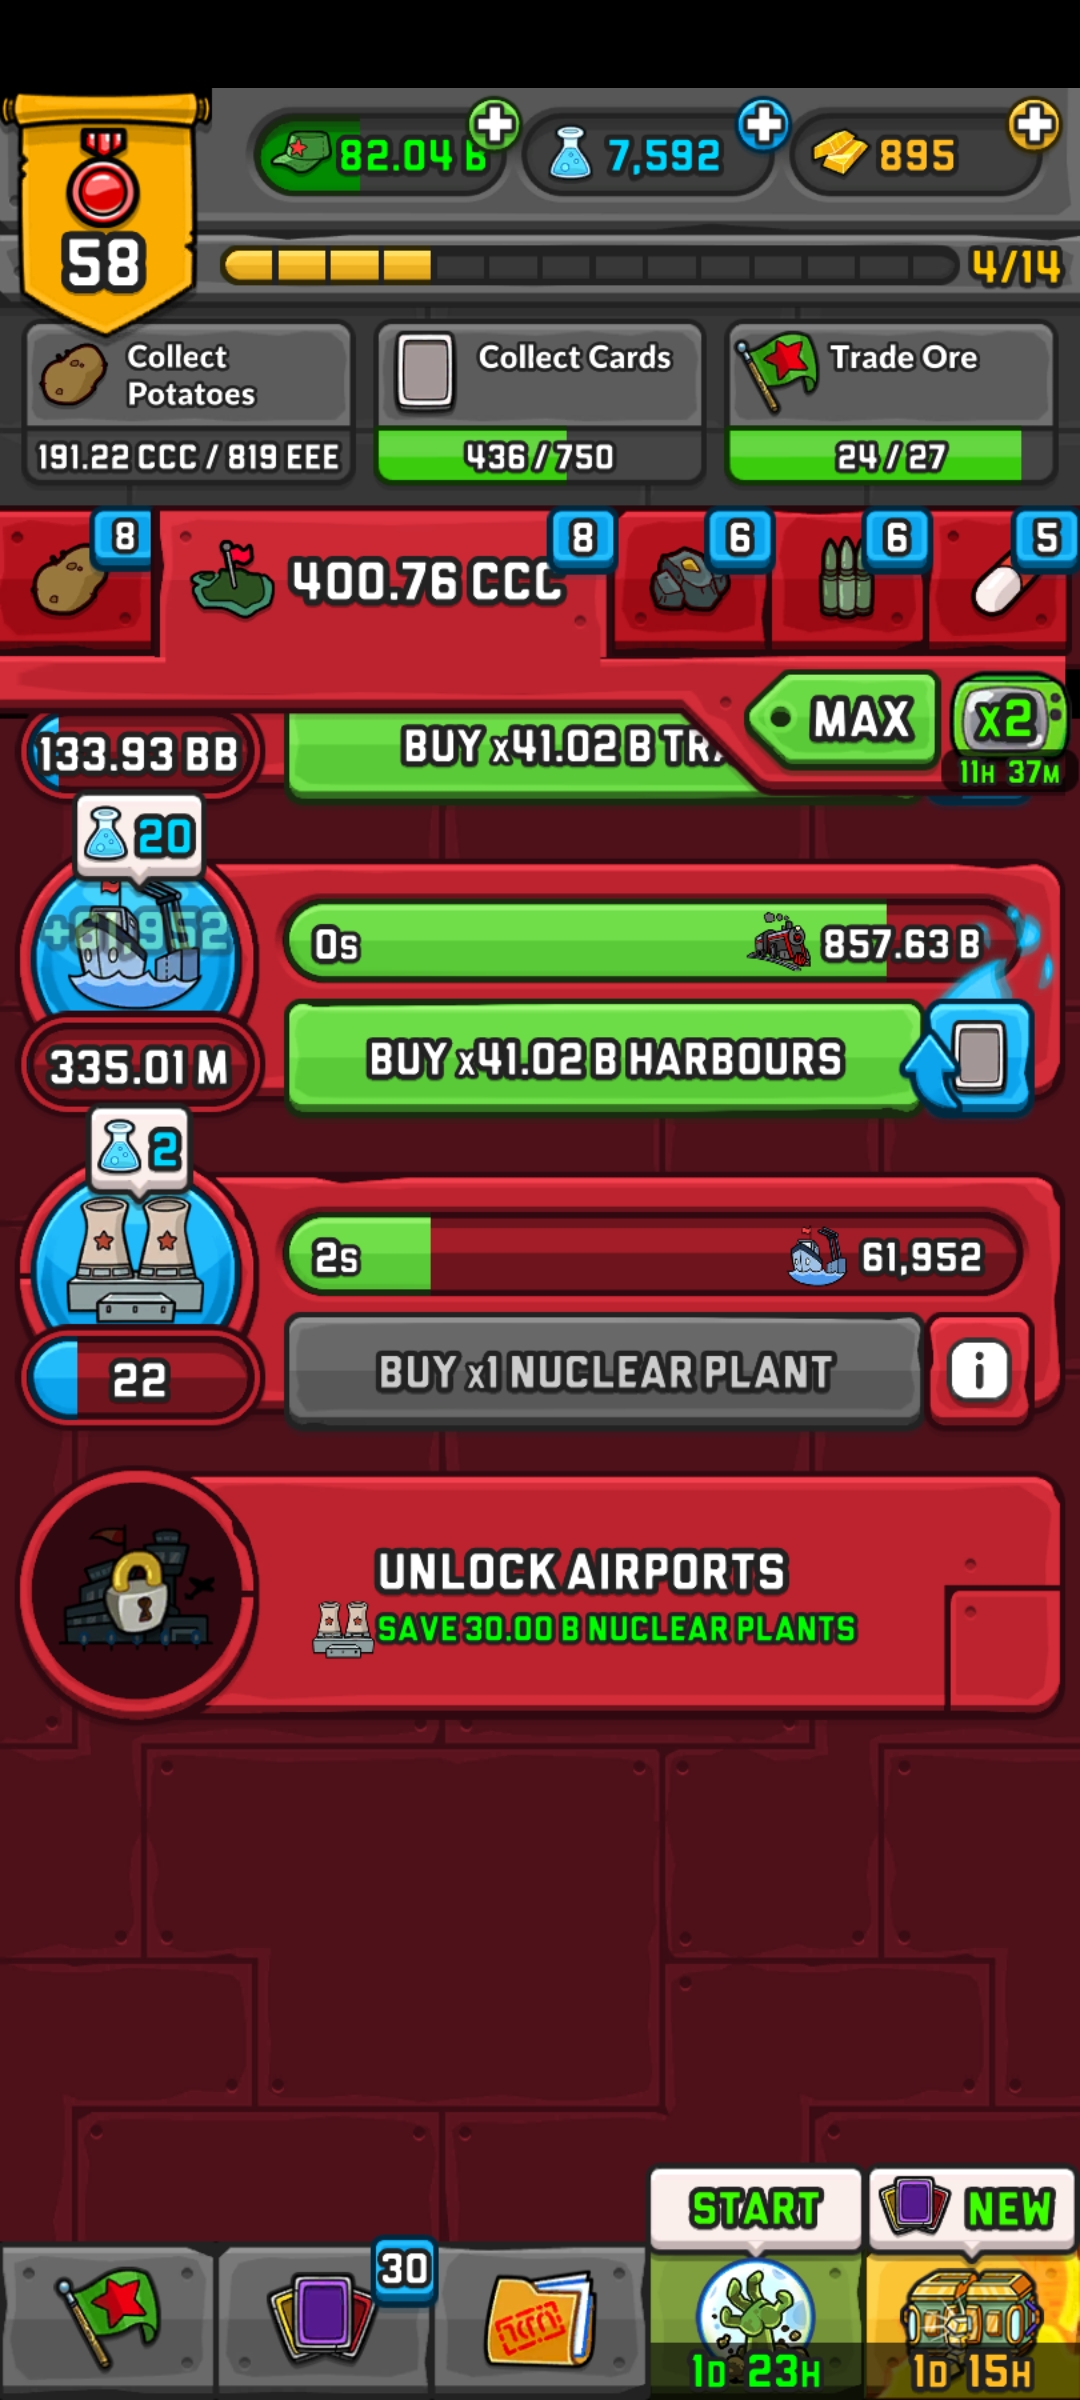 58
82.04 B
7,592
895
4/14
Collect Potatoes
191.22 CCC / 819 EEE
Collect Cards
436 / 750
Trade Ore
24 / 27
8
400.76 CCC
8
6
6
5
MAX
x2
11H 37M
133.93 BB
BUY x41.02 B
20
+61,952
0s
857.63 B
335.01 M
BUY x41.02 B HARBOURS
2
2s
61,952
22
BUY x1 NUCLEAR PLANT
i
UNLOCK AIRPORTS
SAVE 30.00 B NUCLEAR PLANTS
START
NEW
30
1D 23H
1D 15H